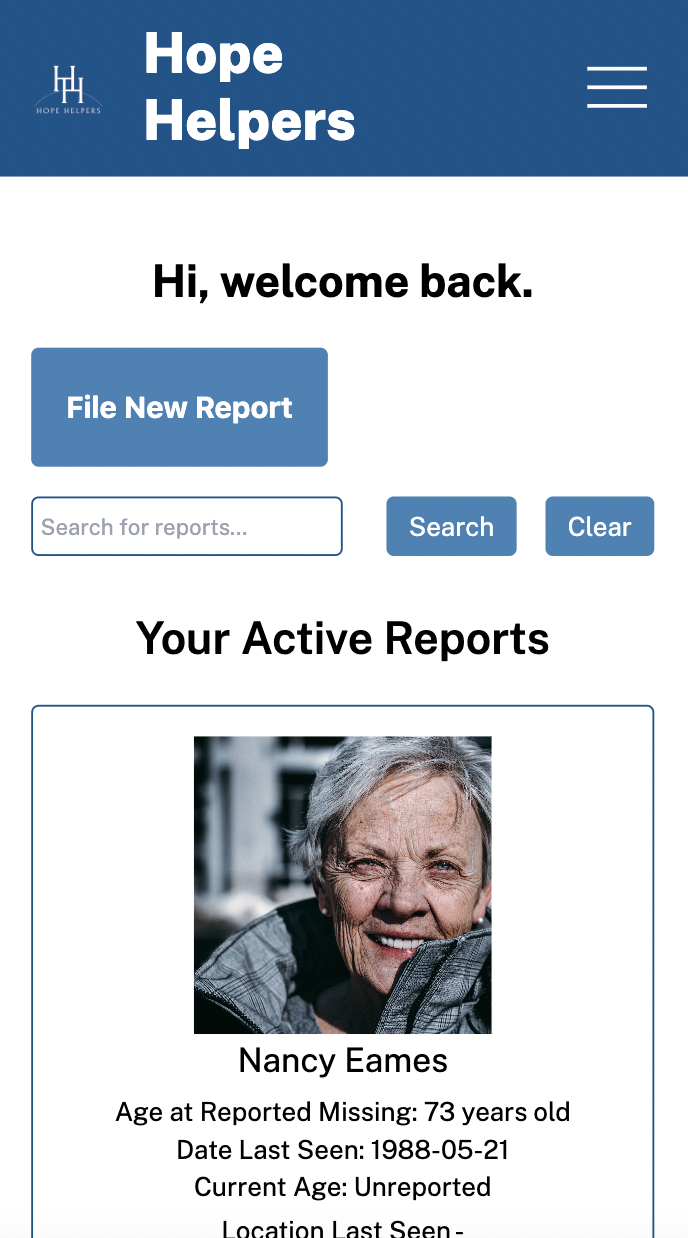 Hope
Helpers
HH
HOPE HELPERS
Hi, welcome back.
File New Report
Search for reports...
Search
Clear
Your Active Reports
Nancy Eames
Age at Reported Missing: 73 years old
Date Last Seen: 1988-05-21
Current Age: Unreported
Location Last Seen -